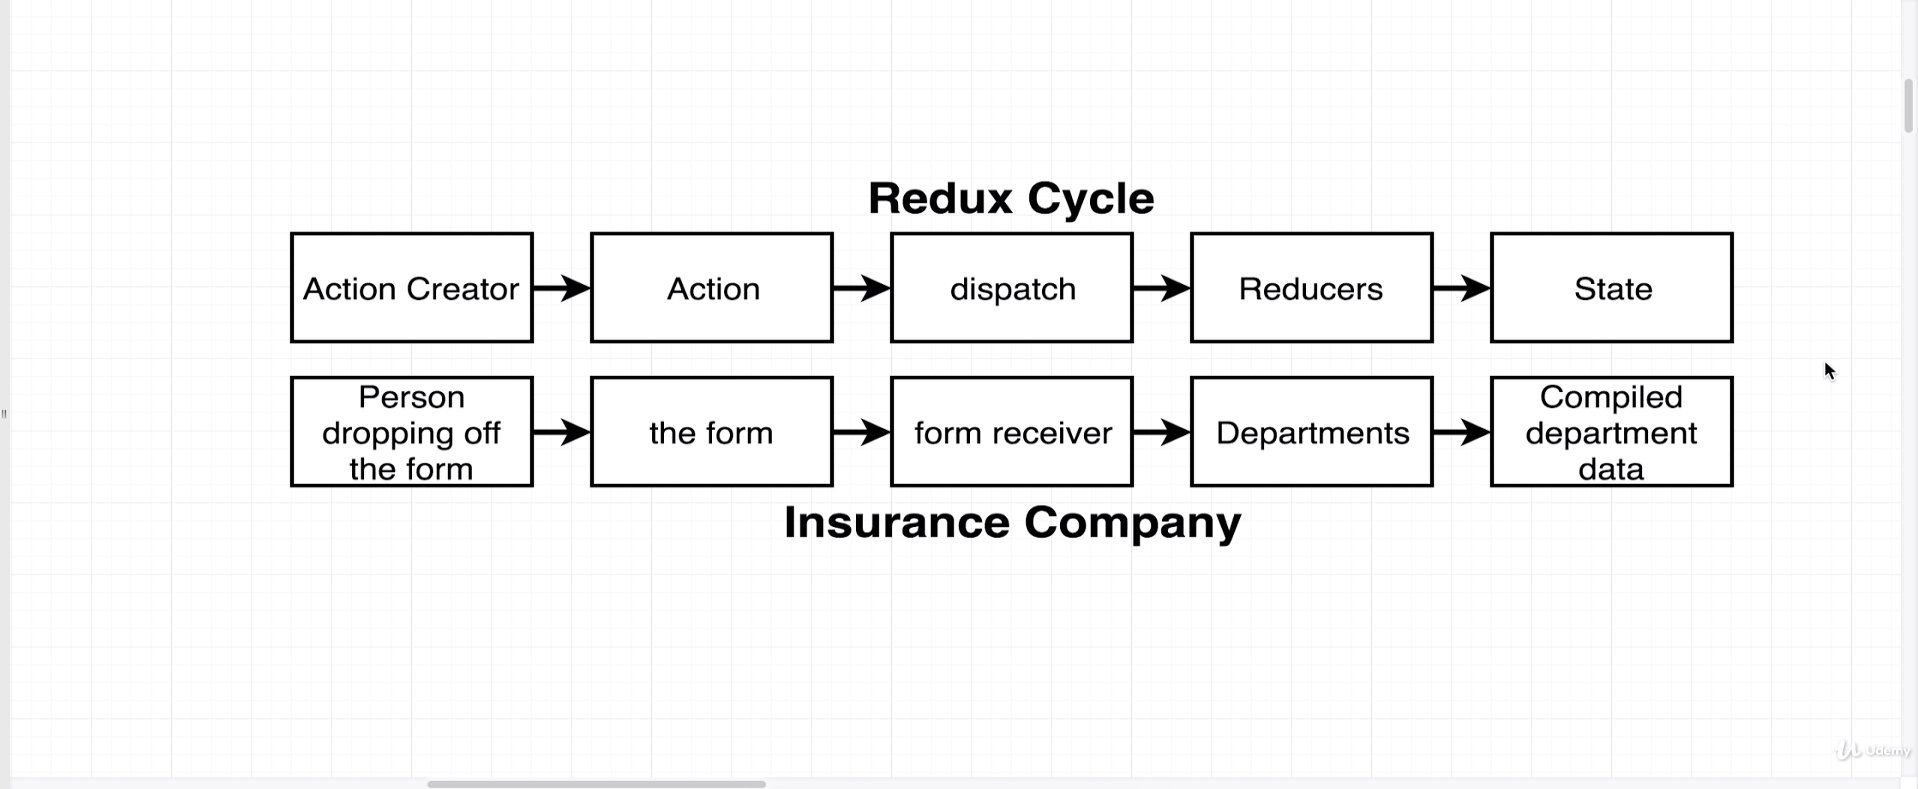 Redux Cycle
Action Creator
Action
dispatch
Reducers
State
Person
dropping off
the form
the form
form receiver
Departments
Compiled
department
data
Insurance Company
Udemy